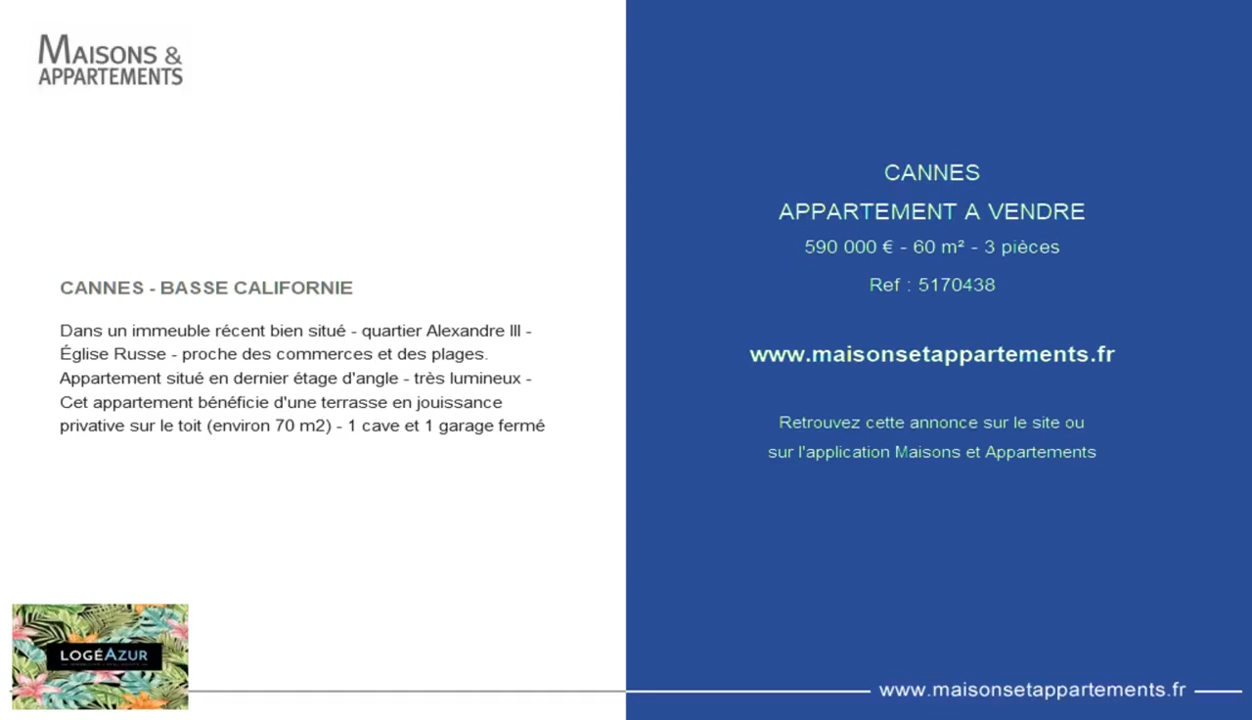 MAISONS &
APPARTEMENTS
CANNES - BASSE CALIFORNIE
Dans un immeuble récent bien situé - quartier Alexandre III -
Église Russe - proche des commerces et des plages.
Appartement situé en dernier étage d'angle - très lumineux -
Cet appartement bénéficie d'une terrasse en jouissance
privative sur le toit (environ 70 m2) - 1 cave et 1 garage fermé
LOGÉAZUR
CANNES
APPARTEMENT A VENDRE
590 000 € - 60 m² - 3 pièces
Ref : 5170438
www.maisonsetappartements.fr
Retrouvez cette annonce sur le site ou
sur l'application Maisons et Appartements
www.maisonsetappartements.fr